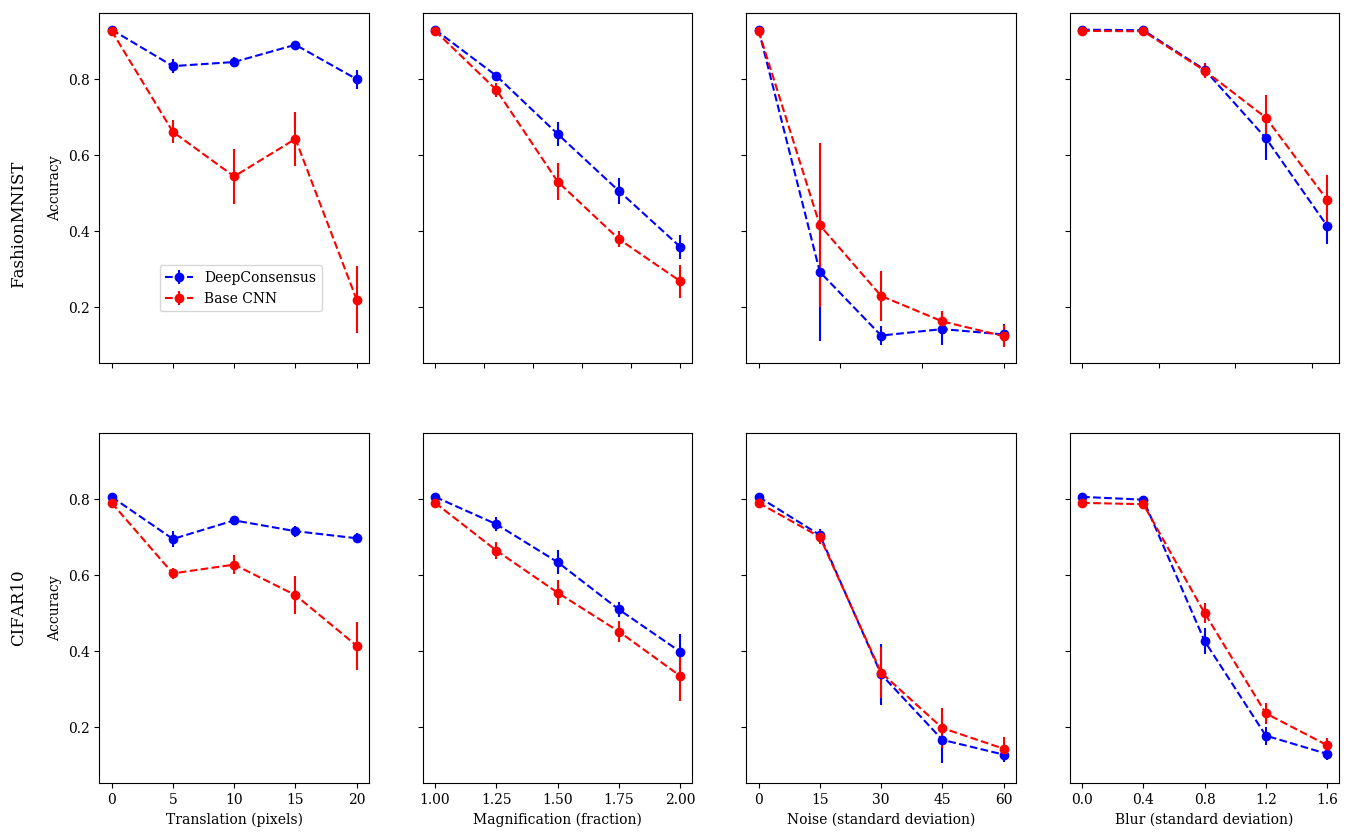 FashionMNIST
Accuracy
0.8
0.6
0.4
0.2
DeepConsensus
Base CNN
CIFAR10
Accuracy
0.8
0.6
0.4
0.2
0 5 10 15 20
Translation (pixels)
1.00 1.25 1.50 1.75 2.00
Magnification (fraction)
0 15 30 45 60
Noise (standard deviation)
0.0 0.4 0.8 1.2 1.6
Blur (standard deviation)